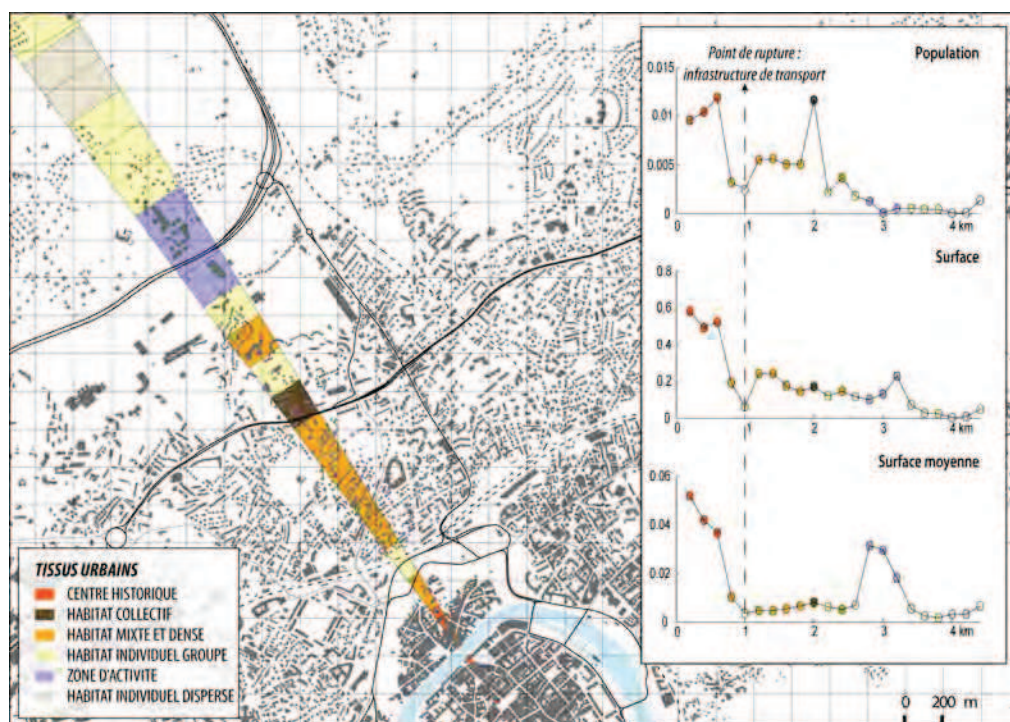 Point de rupture :
infrastructure de transport
Population
0.015
0.01
0.005
0
0 1 2 3 4 km
Surface
0.8
0.6
0.4
0.2
0
0 1 2 3 4 km
Surface moyenne
0.06
0.04
0.02
0
0 1 2 3 4 km
TISSUS URBAINS
CENTRE HISTORIQUE
HABITAT COLLECTIF
HABITAT MIXTE ET DENSE
HABITAT INDIVIDUEL GROUPE
ZONE D'ACTIVITE
HABITAT INDIVIDUEL DISPERSE
0 200 m